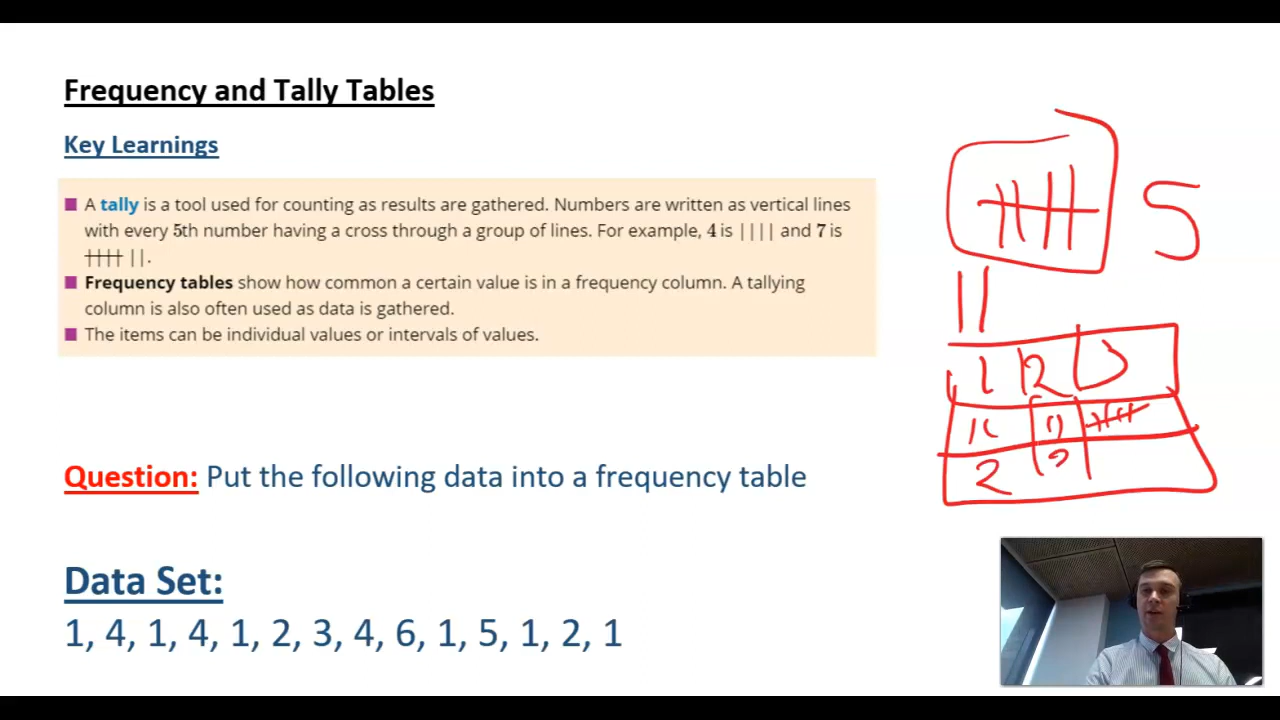 Frequency and Tally Tables
Key Learnings
A tally is a tool used for counting as results are gathered. Numbers are written as vertical lines
with every 5th number having a cross through a group of lines. For example, 4 is |||| and 7 is
~~||||~~ ||.
Frequency tables show how common a certain value is in a frequency column. A tallying
column is also often used as data is gathered.
The items can be individual values or intervals of values.
Question: Put the following data into a frequency table
Data Set:
1, 4, 1, 4, 1, 2, 3, 4, 6, 1, 5, 1, 2, 1
~~||||~~ 5
||
1 2 3
|| || ~~||||~~
2